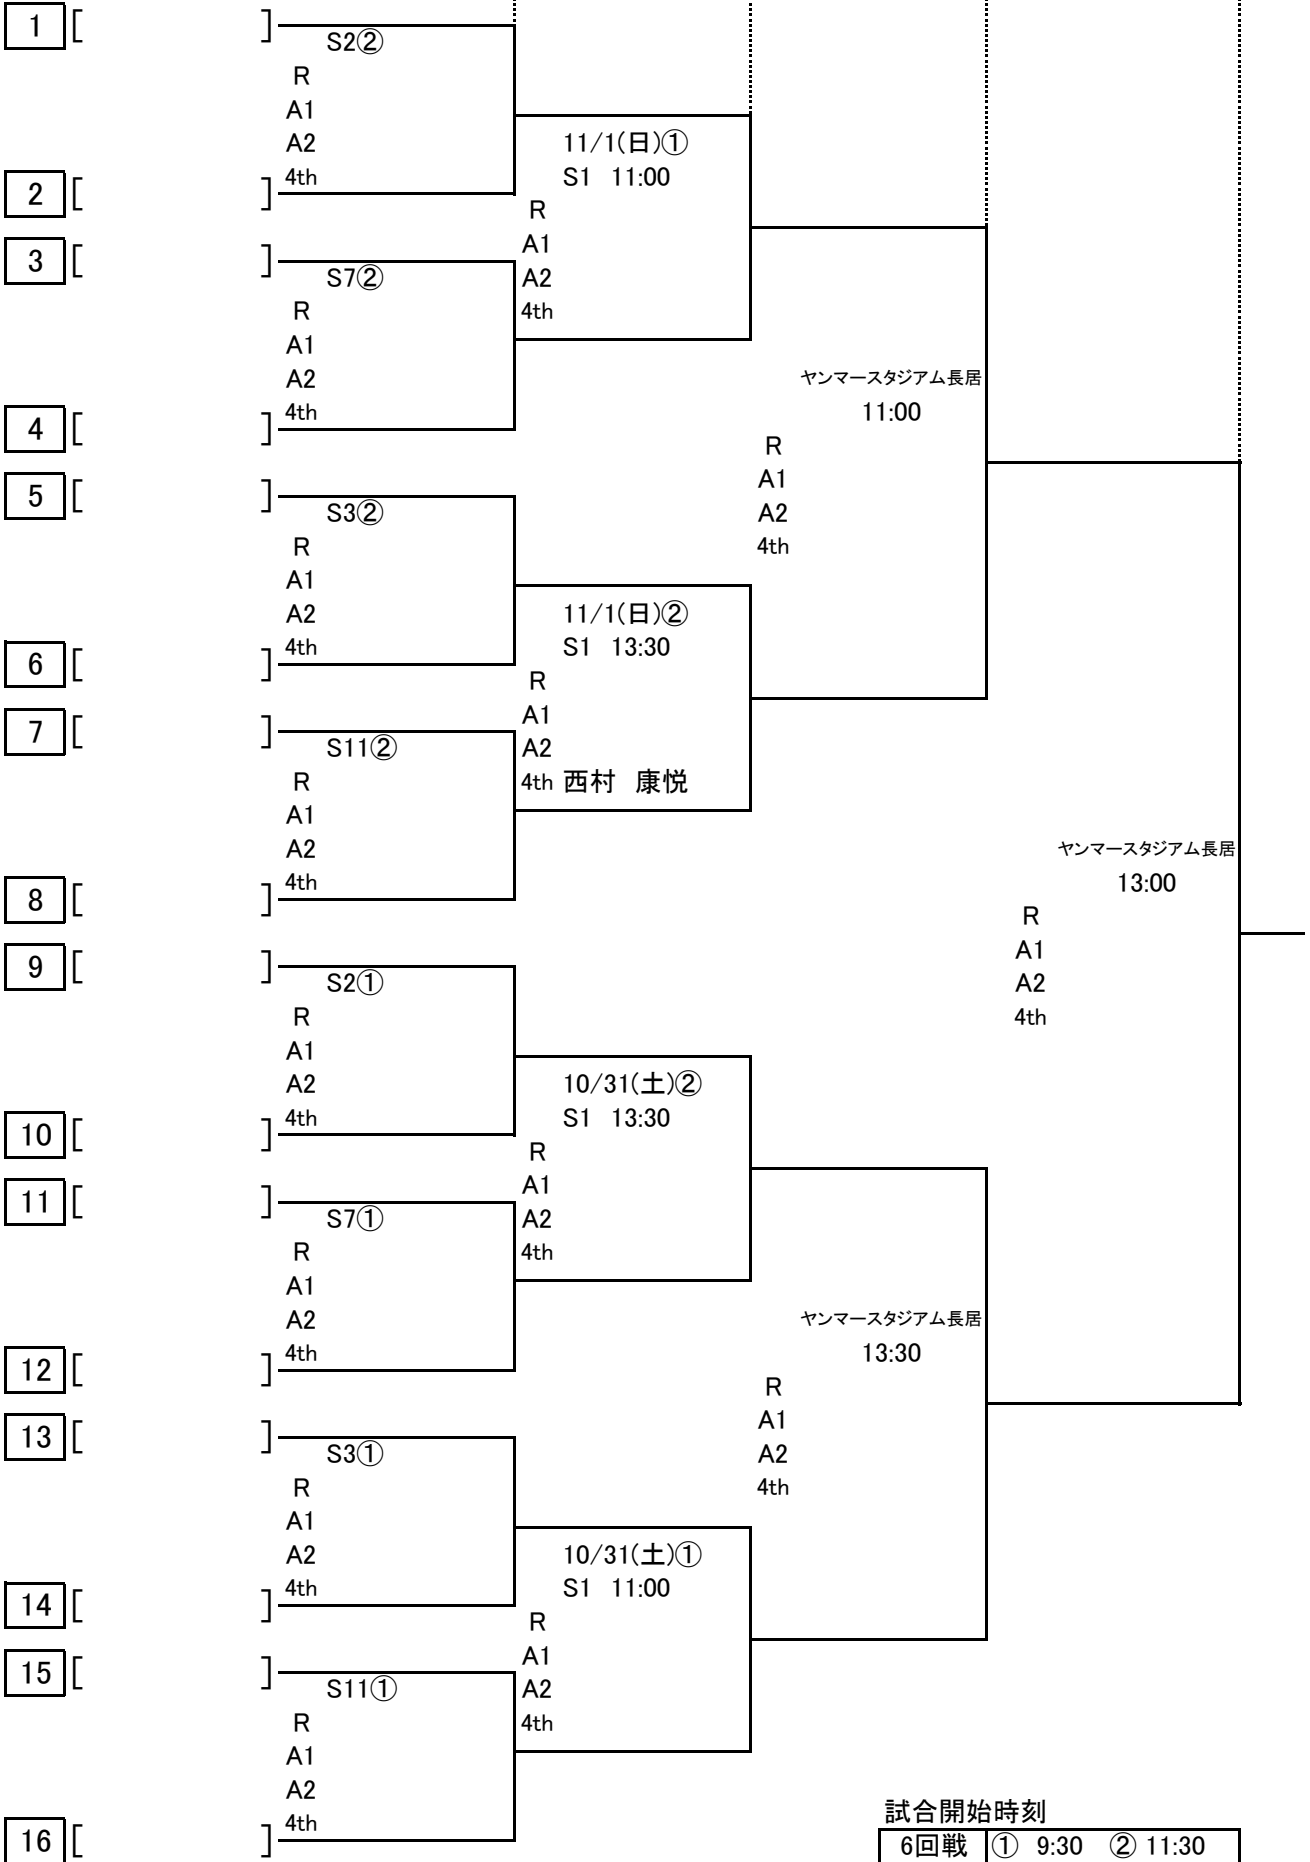 1 [ ]
S2②
R
A1
A2
4th
2 [ ]
11/1(日)①
S1 11:00
R
A1
A2
4th
3 [ ]
S7②
R
A1
A2
4th
4 [ ]
ヤンマースタジアム長居
11:00
R
A1
A2
4th
5 [ ]
S3②
R
A1
A2
4th
6 [ ]
11/1(日)②
S1 13:30
R
A1
A2
4th 西村 康悦
7 [ ]
S11②
R
A1
A2
4th
8 [ ]
ヤンマースタジアム長居
13:00
R
A1
A2
4th
9 [ ]
S2①
R
A1
A2
4th
10 [ ]
10/31(土)②
S1 13:30
R
A1
A2
4th
11 [ ]
S7①
R
A1
A2
4th
12 [ ]
ヤンマースタジアム長居
13:30
R
A1
A2
4th
13 [ ]
S3①
R
A1
A2
4th
14 [ ]
10/31(土)①
S1 11:00
R
A1
A2
4th
15 [ ]
S11①
R
A1
A2
4th
16 [ ]
試合開始時刻
6回戦 ① 9:30 ② 11:30